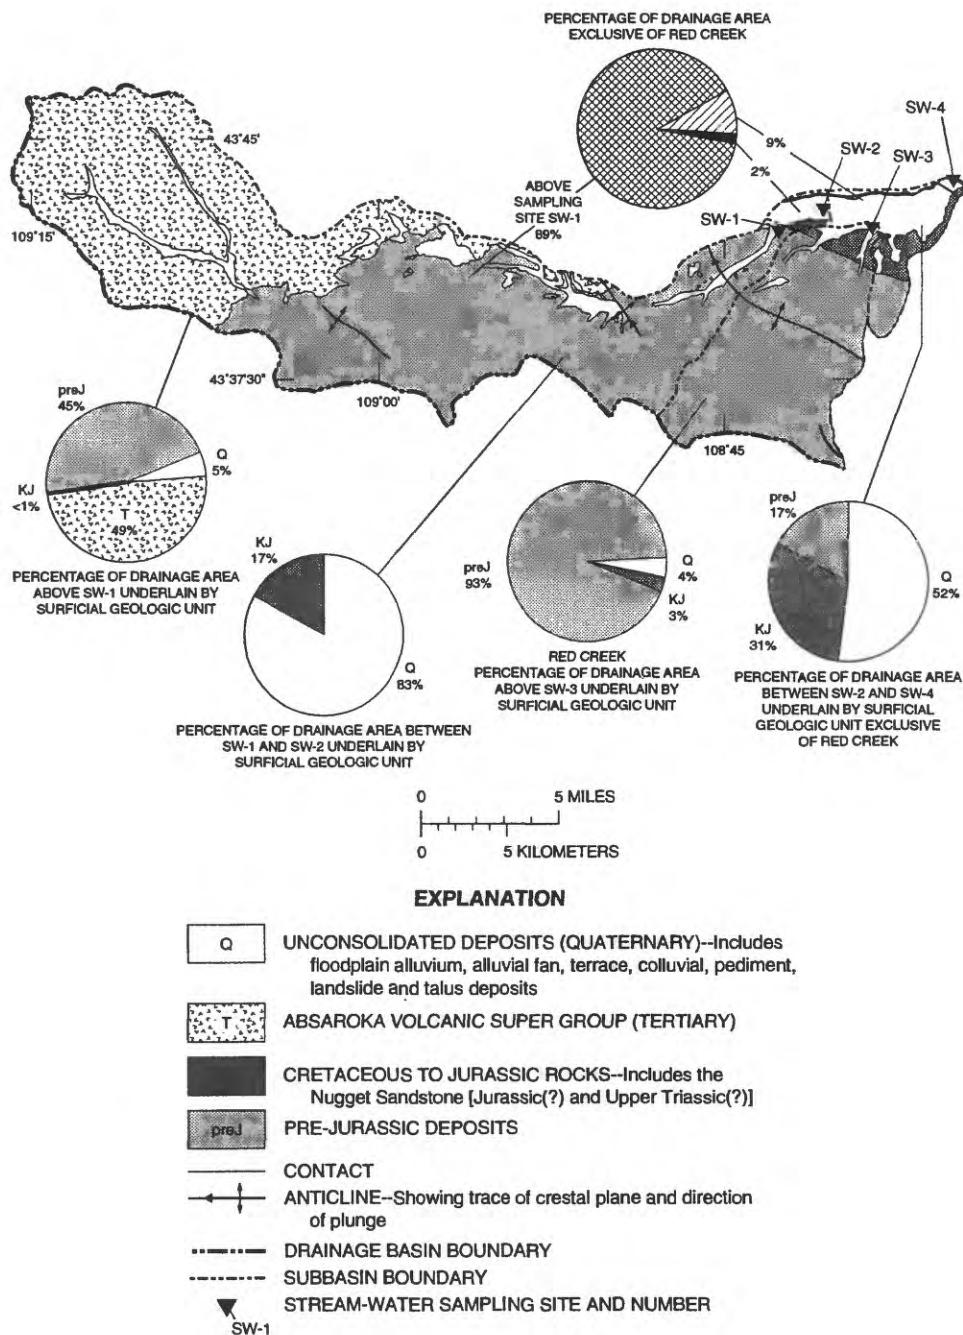 PERCENTAGE OF DRAINAGE AREA
EXCLUSIVE OF RED CREEK
SW-4
43°45'
9%
SW-2
SW-3
2%
ABOVE
SAMPLING
SITE SW-1
89%
SW-1
109°15'
43°37'30"
109°00'
108°45
preJ
45%
Q
5%
KJ
<1%
T
49%
PERCENTAGE OF DRAINAGE AREA
ABOVE SW-1 UNDERLAIN BY
SURFICIAL GEOLOGIC UNIT
KJ
17%
Q
83%
PERCENTAGE OF DRAINAGE AREA BETWEEN
SW-1 AND SW-2 UNDERLAIN BY
SURFICIAL GEOLOGIC UNIT
preJ
93%
Q
4%
KJ
3%
RED CREEK
PERCENTAGE OF DRAINAGE AREA
ABOVE SW-3 UNDERLAIN BY
SURFICIAL GEOLOGIC UNIT
preJ
17%
Q
52%
KJ
31%
PERCENTAGE OF DRAINAGE AREA
BETWEEN SW-2 AND SW-4
UNDERLAIN BY SURFICIAL
GEOLOGIC UNIT EXCLUSIVE
OF RED CREEK
0 5 MILES
0 5 KILOMETERS
EXPLANATION
Q UNCONSOLIDATED DEPOSITS (QUATERNARY)--Includes
floodplain alluvium, alluvial fan, terrace, colluvial, pediment,
landslide and talus deposits
T ABSAROKA VOLCANIC SUPER GROUP (TERTIARY)
CRETACEOUS TO JURASSIC ROCKS--Includes the
Nugget Sandstone [Jurassic(?) and Upper Triassic(?)]
preJ PRE-JURASSIC DEPOSITS
CONTACT
ANTICLINE--Showing trace of crestal plane and direction
of plunge
DRAINAGE BASIN BOUNDARY
SUBBASIN BOUNDARY
STREAM-WATER SAMPLING SITE AND NUMBER
SW-1